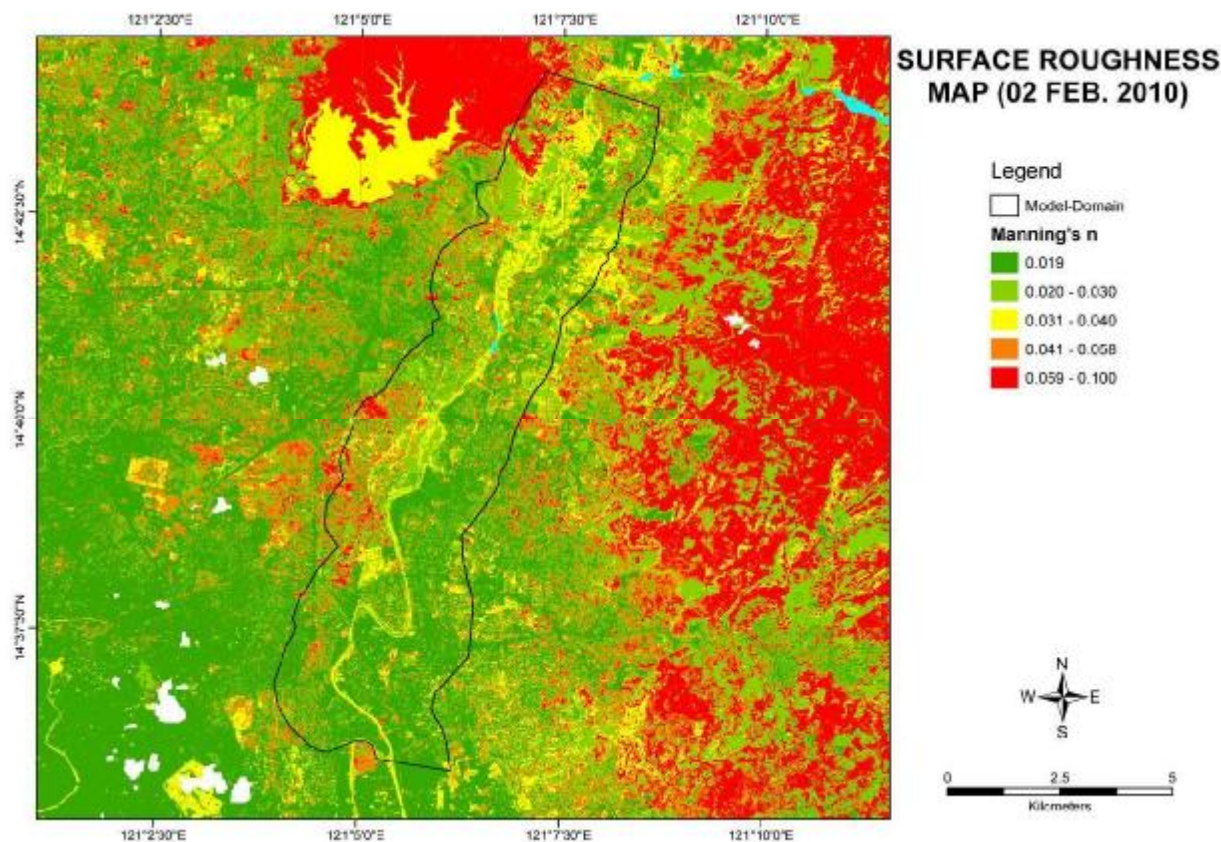 121°2'30"E 121°5'0"E 121°7'30"E 121°10'0"E
SURFACE ROUGHNESS
MAP (02 FEB. 2010)
Legend
Model-Domain
Manning's n
0.019
0.020 - 0.030
0.031 - 0.040
0.041 - 0.058
0.059 - 0.100
14°42'30"N
14°40'0"N
14°37'30"N
N
W E
S
0 2.5 5
Kilometers
121°2'30"E 121°5'0"E 121°7'30"E 121°10'0"E